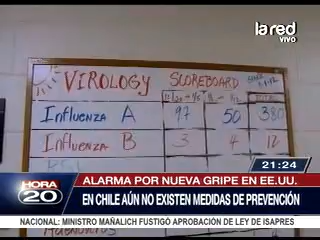 la red
vivo
VIROLOGY SCOREBOARD
Influenza A 97 50 380
Influenza B 3 4 12
21:24
HORA 20
ALARMA POR NUEVA GRIPE EN EE.UU.
EN CHILE AÚN NO EXISTEN MEDIDAS DE PREVENCIÓN
NACIONAL: MINISTRO MAÑALICH FUSTIGÓ APROBACIÓN DE LEY DE ISAPRES